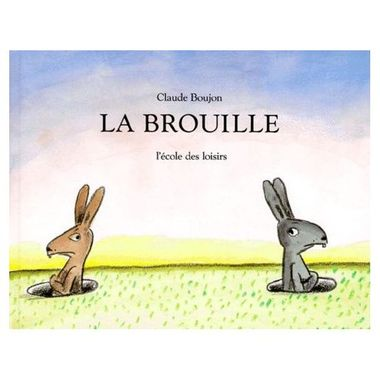 Claude Boujon
LA BROUILLE
l'école des loisirs